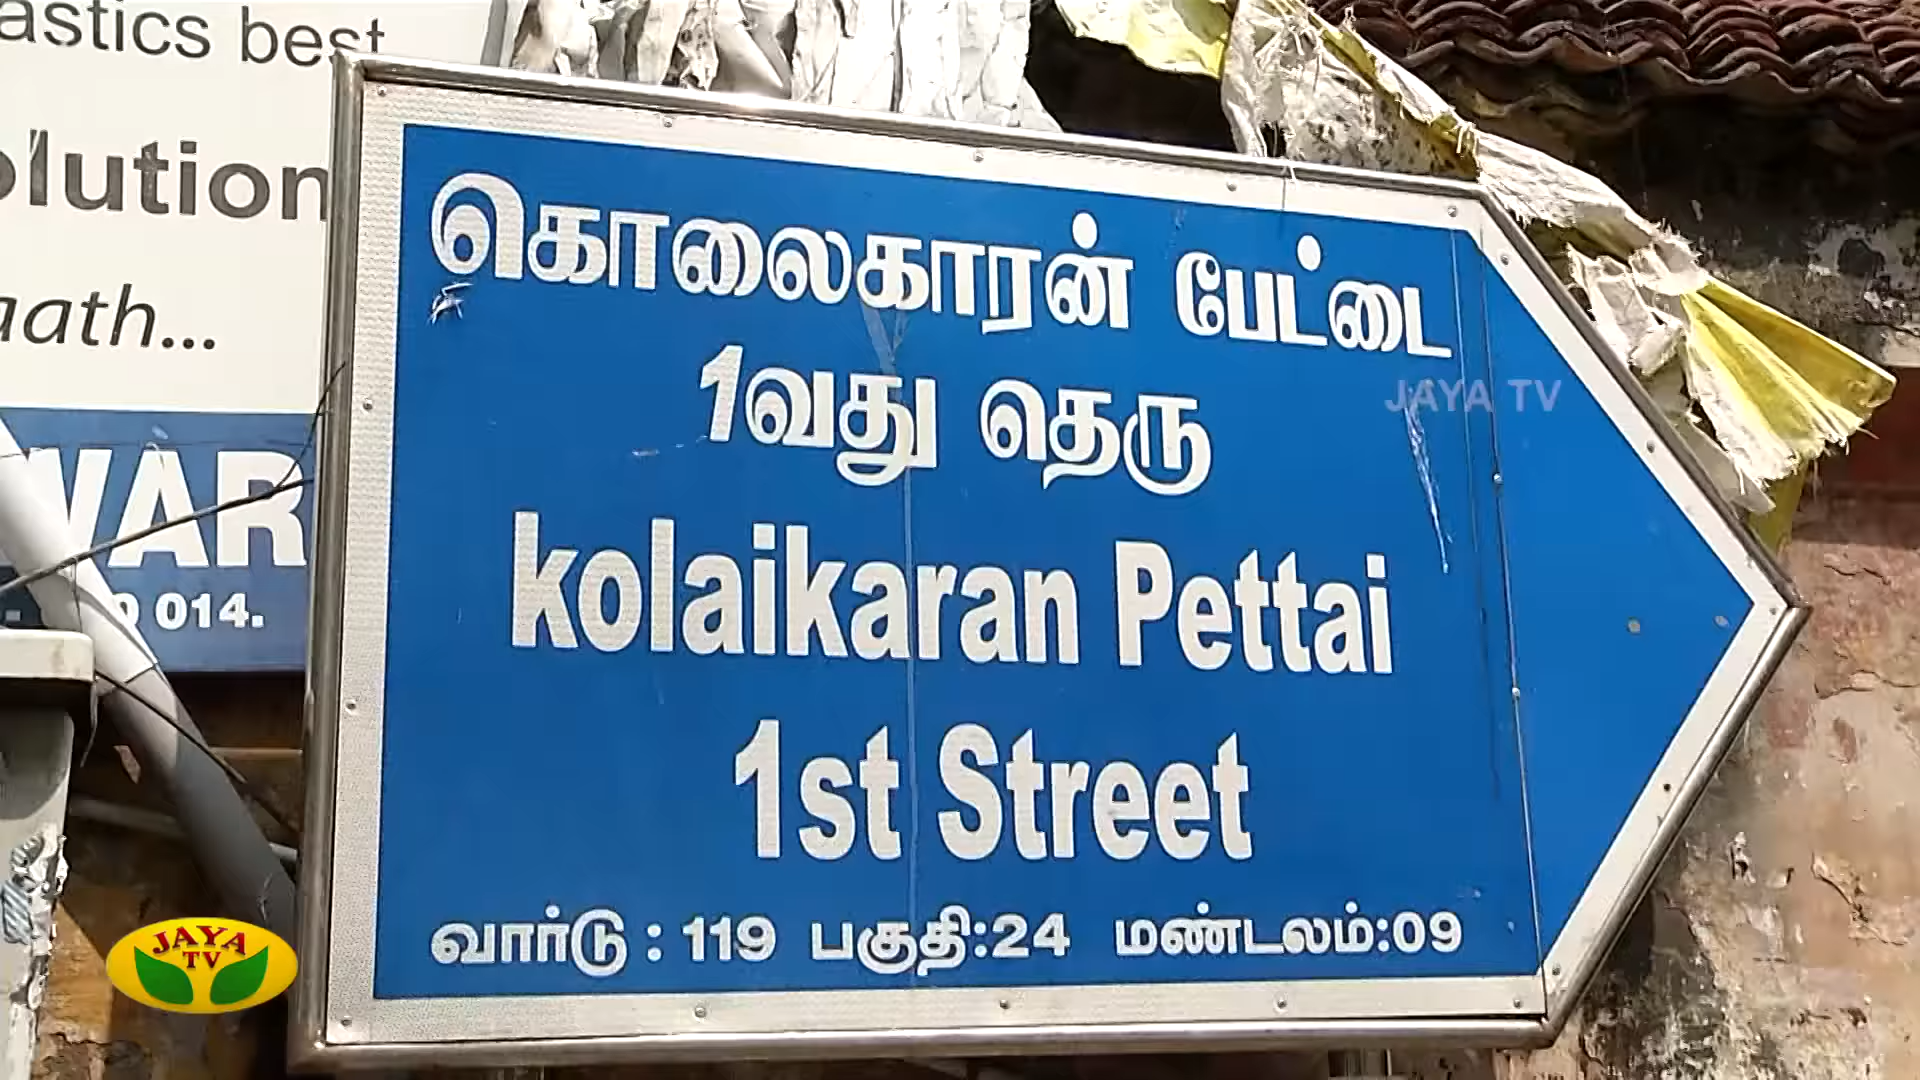 astics best
olution
aath...
WAR
014.
கொலைகாரன் பேட்டை
1வது தெரு
kolaikaran Pettai
1st Street
வார்டு : 119 பகுதி:24 மண்டலம்:09
JAYA TV
JAYA
TV